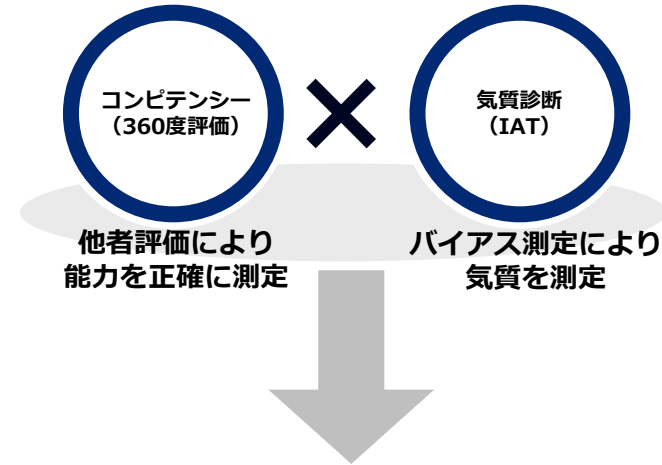 コンピテンシー
（360度評価）
気質診断
（IAT）
他者評価により
能力を正確に測定
バイアス測定により
気質を測定